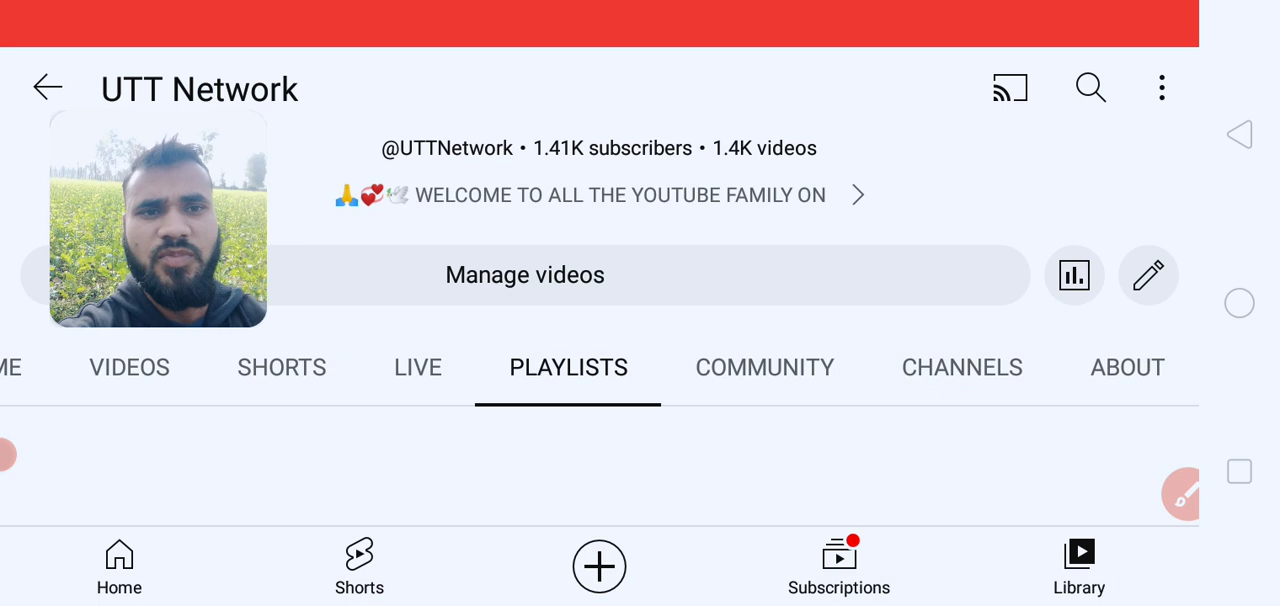 UTT Network
@UTTNetwork • 1.41K subscribers • 1.4K videos
🙏💞🕊️ WELCOME TO ALL THE YOUTUBE FAMILY ON
Manage videos
ME VIDEOS SHORTS LIVE PLAYLISTS COMMUNITY CHANNELS ABOUT
Home Shorts Subscriptions Library